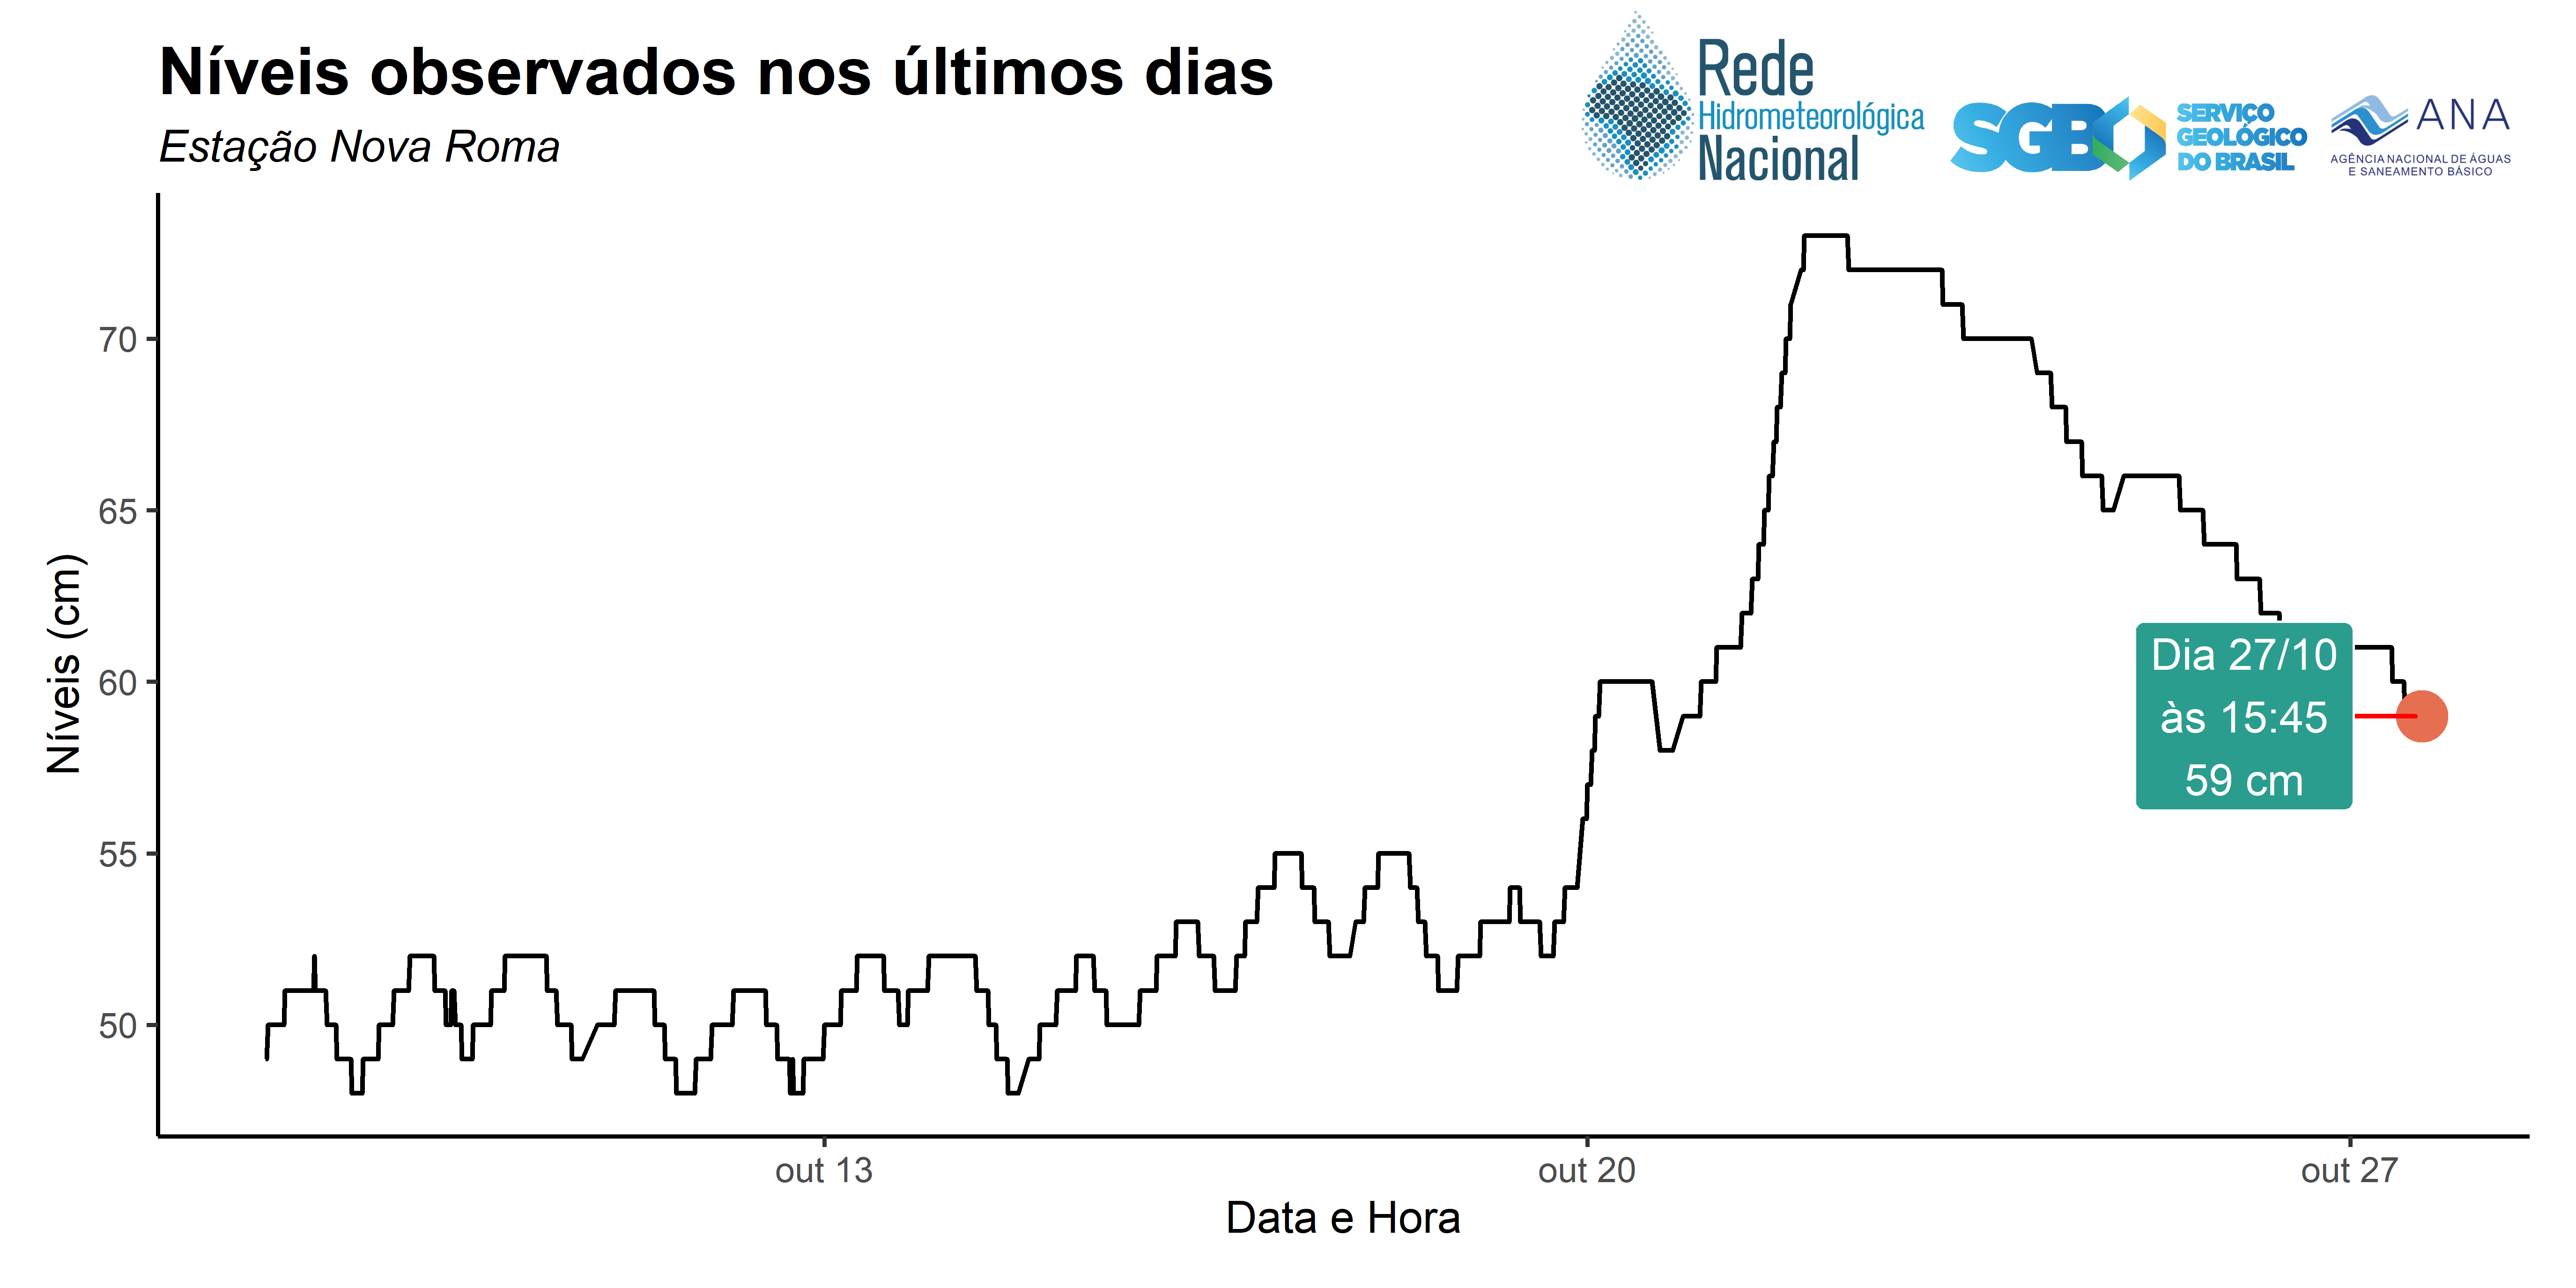 Níveis observados nos últimos dias
Estação Nova Roma
Rede
Hidrometeorológica
Nacional
SGB
SERVIÇO
GEOLÓGICO
DO BRASIL
ANA
AGÊNCIA NACIONAL DE ÁGUAS
E SANEAMENTO BÁSICO
Níveis (cm)
70
65
60
55
50
Dia 27/10
às 15:45
59 cm
out 13
out 20
out 27
Data e Hora